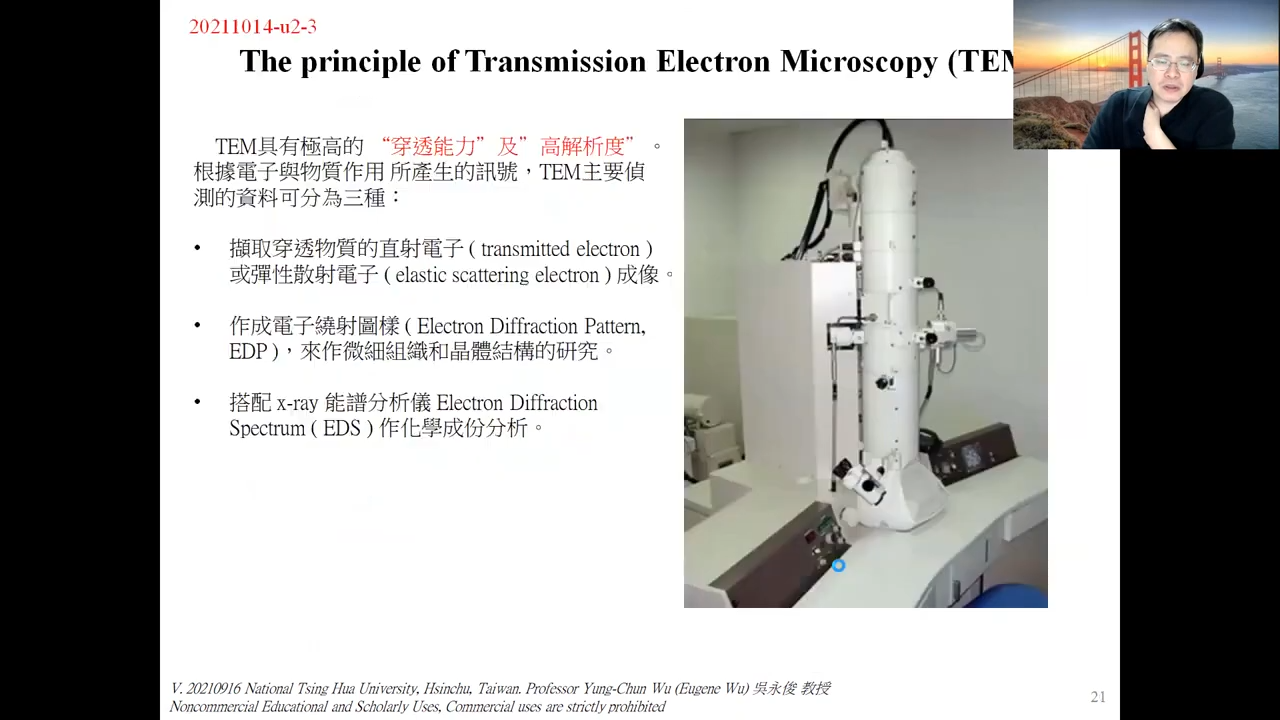 20211014-u2-3
The principle of Transmission Electron Microscopy (TEM
TEM具有極高的 “穿透能力” 及” 高解析度” 。
根據電子與物質作用 所產生的訊號，TEM主要偵
測的資料可分為三種：
• 擷取穿透物質的直射電子 ( transmitted electron )
或彈性散射電子 ( elastic scattering electron ) 成像。
• 作成電子繞射圖樣 ( Electron Diffraction Pattern,
EDP )，來作微細組織和晶體結構的研究。
• 搭配 x-ray 能譜分析儀 Electron Diffraction
Spectrum ( EDS ) 作化學成份分析。
V. 20210916 National Tsing Hua University, Hsinchu, Taiwan. Professor Yung-Chun Wu (Eugene Wu) 吳永俊 教授
Noncommercial Educational and Scholarly Uses, Commercial uses are strictly prohibited
21